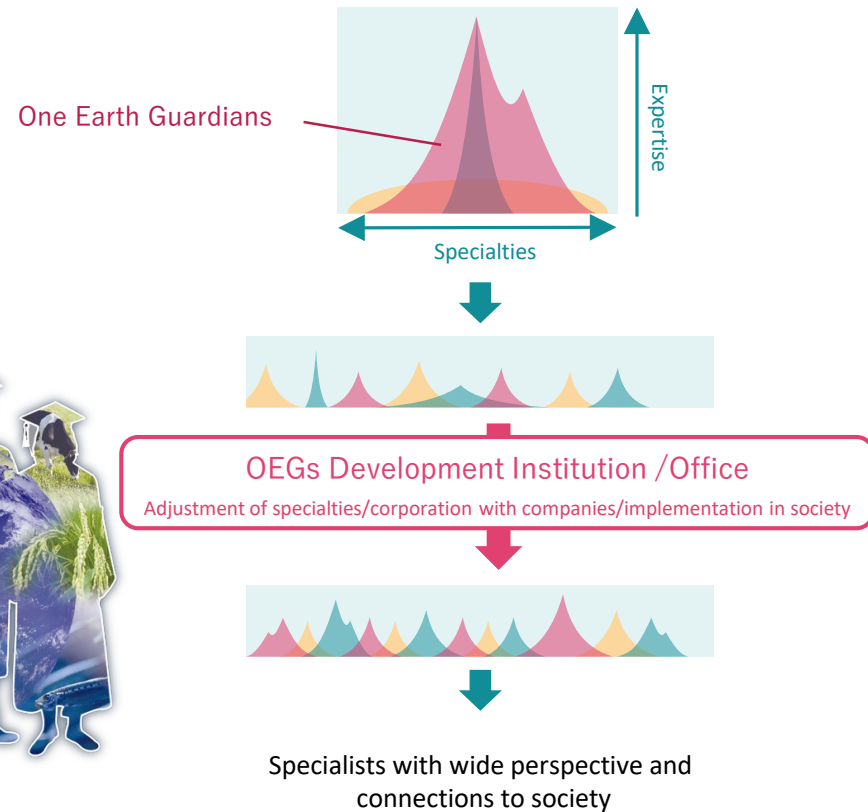 One Earth Guardians
Expertise
Specialties
OEGs Development Institution /Office
Adjustment of specialties/corporation with companies/implementation in society
Specialists with wide perspective and
connections to society